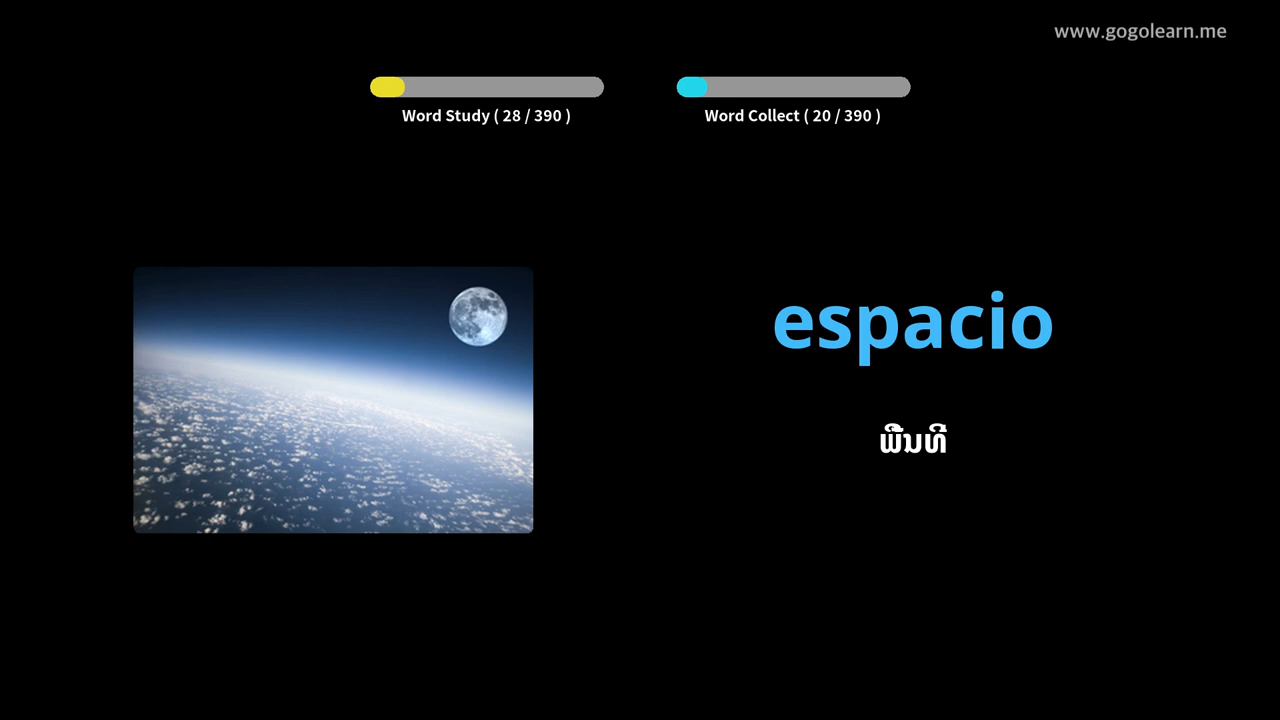 www.gogolearn.me
Word Study ( 28 / 390 )
Word Collect ( 20 / 390 )
espacio
ພື້ນທີ່